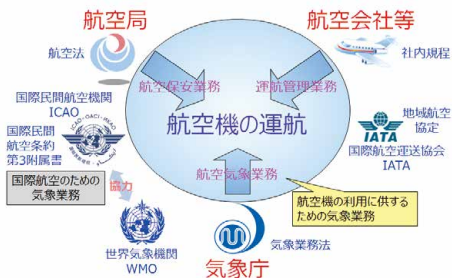 航空局
航空会社等
航空法
社内規程
航空保安業務
運航管理業務
国際民間航空機関
ICAO
航空機の運航
地域航空
協定
国際民間
航空条約
第3附属書
IATA
国際航空運送協会
IATA
国際航空のための
気象業務
協力
航空気象業務
航空機の利用に供する
ための気象業務
世界気象機関
WMO
気象業務法
気象庁